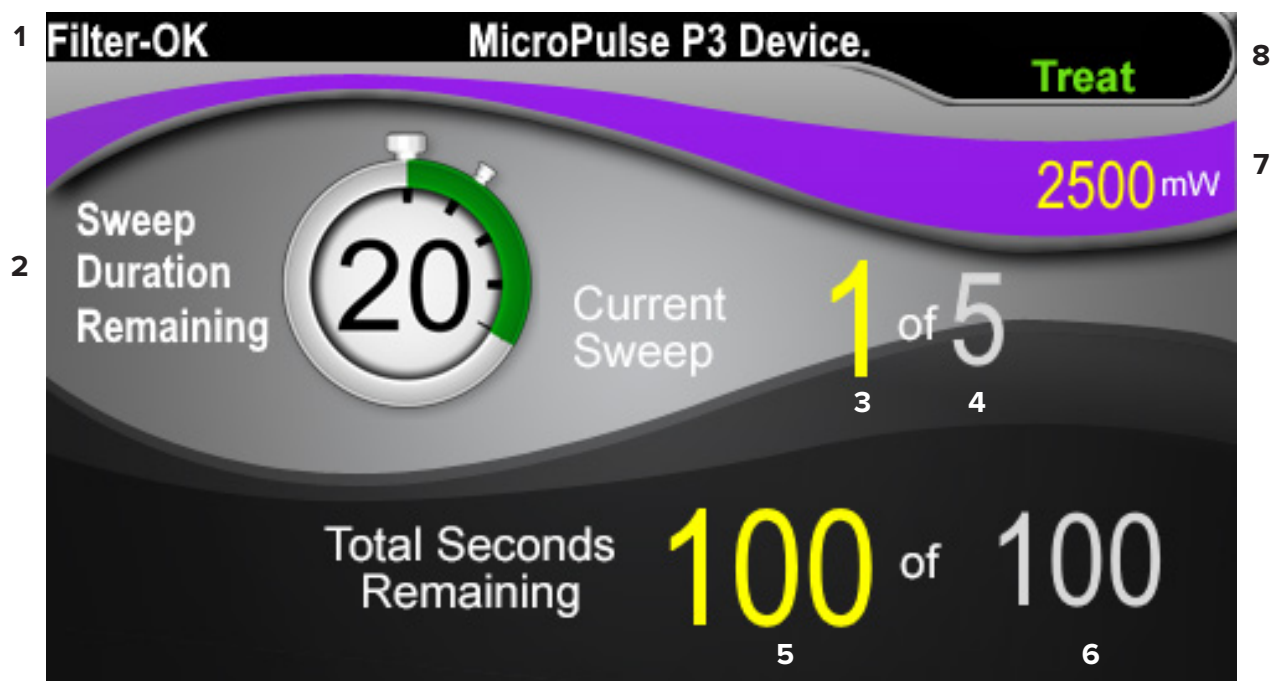 1 Filter-OK MicroPulse P3 Device. 8
Treat
7 2500 mW
Sweep
2 Duration
Remaining
20
Current
Sweep
1 of 5
3 4
Total Seconds
Remaining
100 of 100
5 6